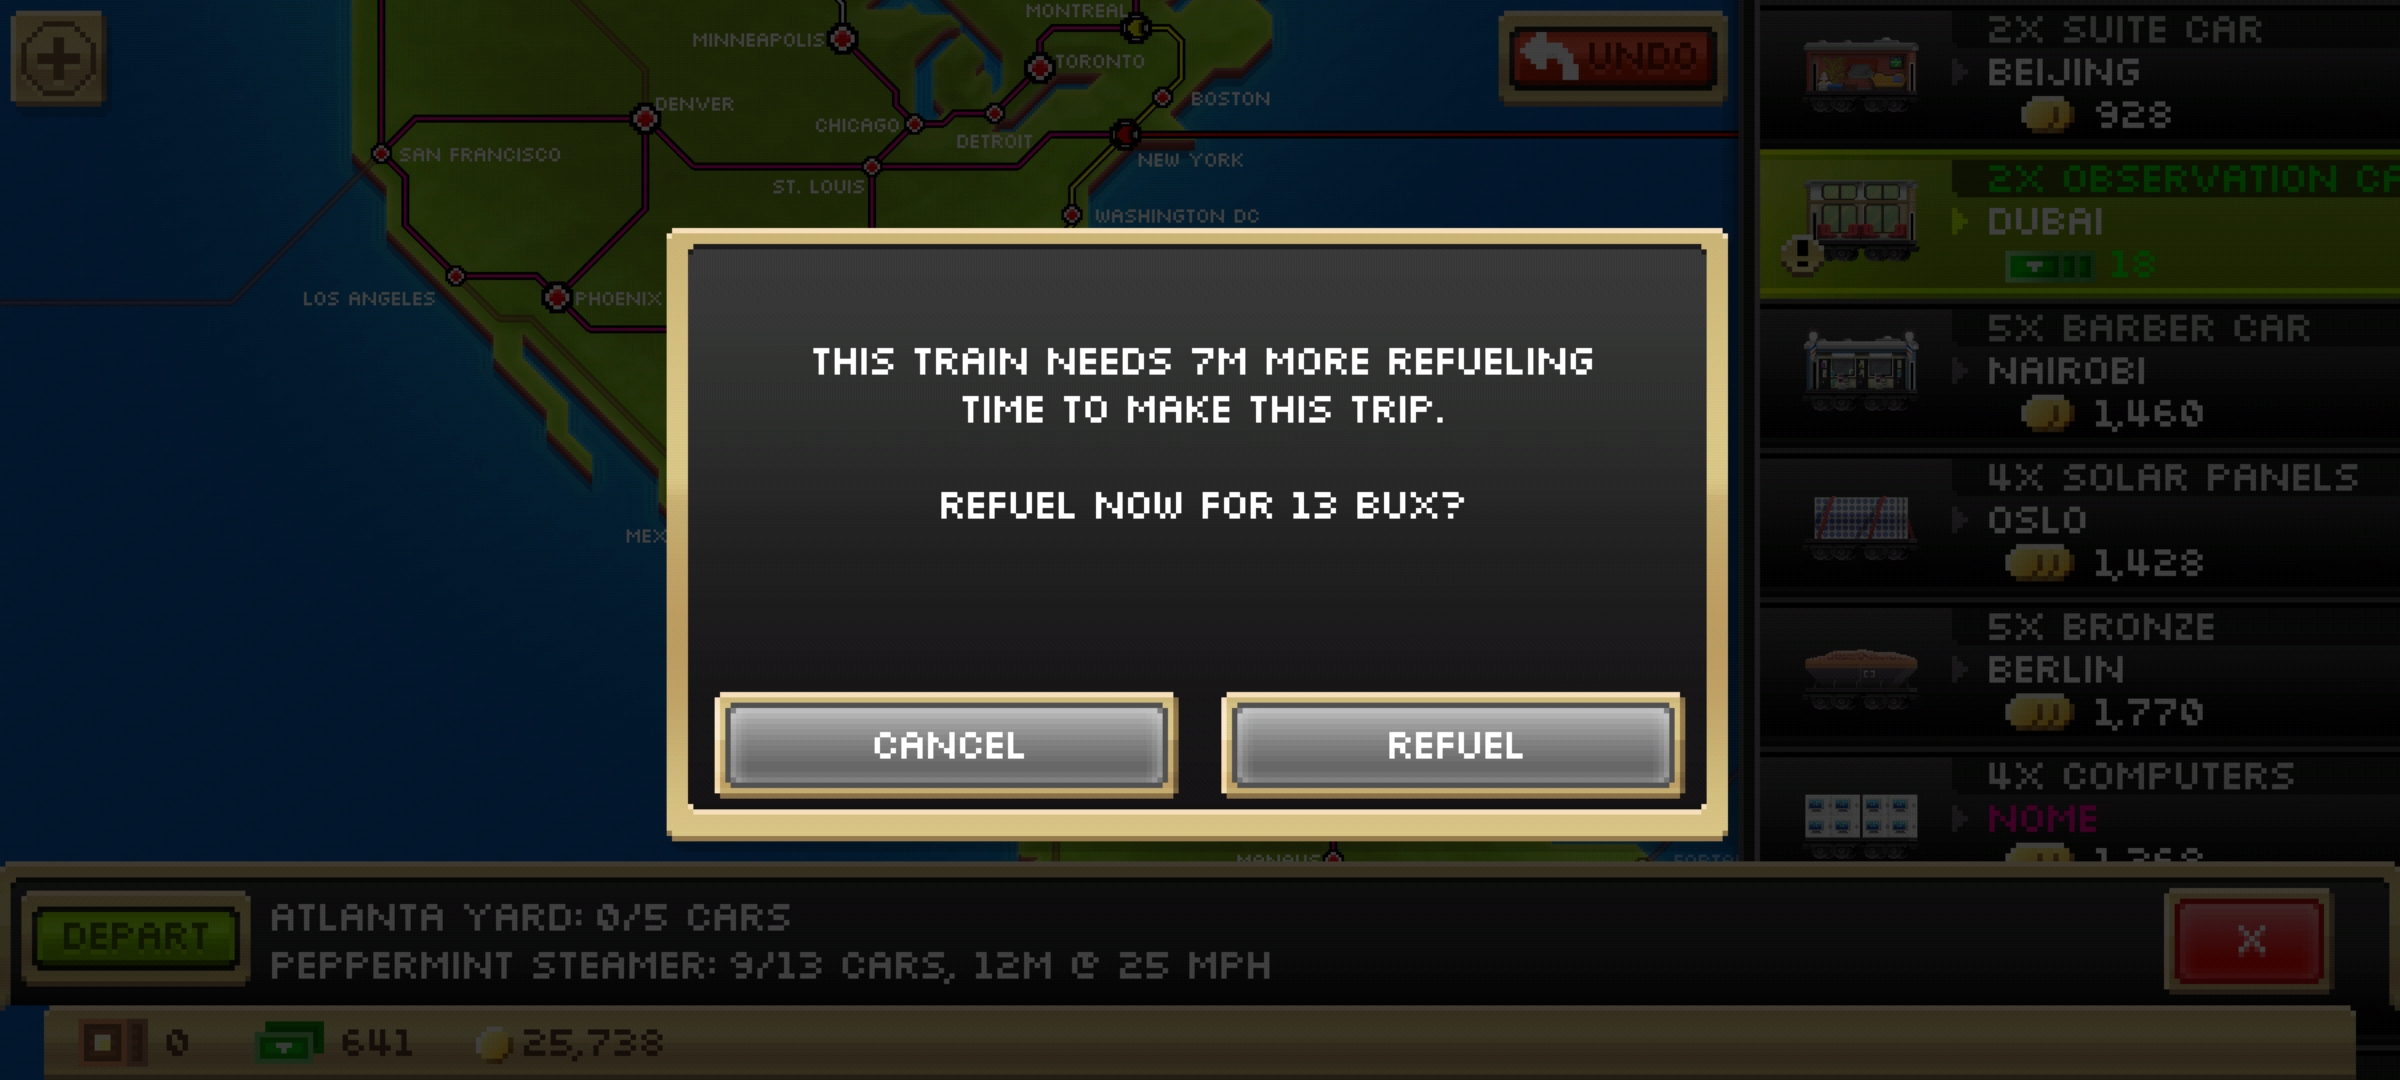 MONTREAL
MINNEAPOLIS
TORONTO
UNDO
DENVER
BOSTON
CHICAGO
DETROIT
SAN FRANCISCO
NEW YORK
ST. LOUIS
WASHINGTON DC
LOS ANGELES
PHOENIX
THIS TRAIN NEEDS 7M MORE REFUELING
TIME TO MAKE THIS TRIP.
REFUEL NOW FOR 13 BUX?
CANCEL
REFUEL
MEX
MANAUS
2X SUITE CAR
BEIJING
928
2X OBSERVATION CA
DUBAI
18
5X BARBER CAR
NAIROBI
1,460
4X SOLAR PANELS
OSLO
1,428
5X BRONZE
BERLIN
1,770
4X COMPUTERS
NOME
1,268
DEPART
ATLANTA YARD: 0/5 CARS
PEPPERMINT STEAMER: 9/13 CARS, 12M @ 25 MPH
X
0
641
25,738